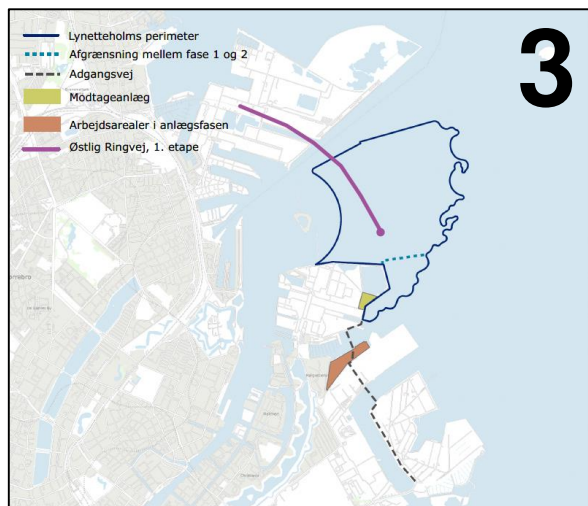 Lynetteholms perimeter
Afgrænsning mellem fase 1 og 2
Adgangsvej
Modtageanlæg
Arbejdsarealer i anlægsfasen
Østlig Ringvej, 1. etape
3